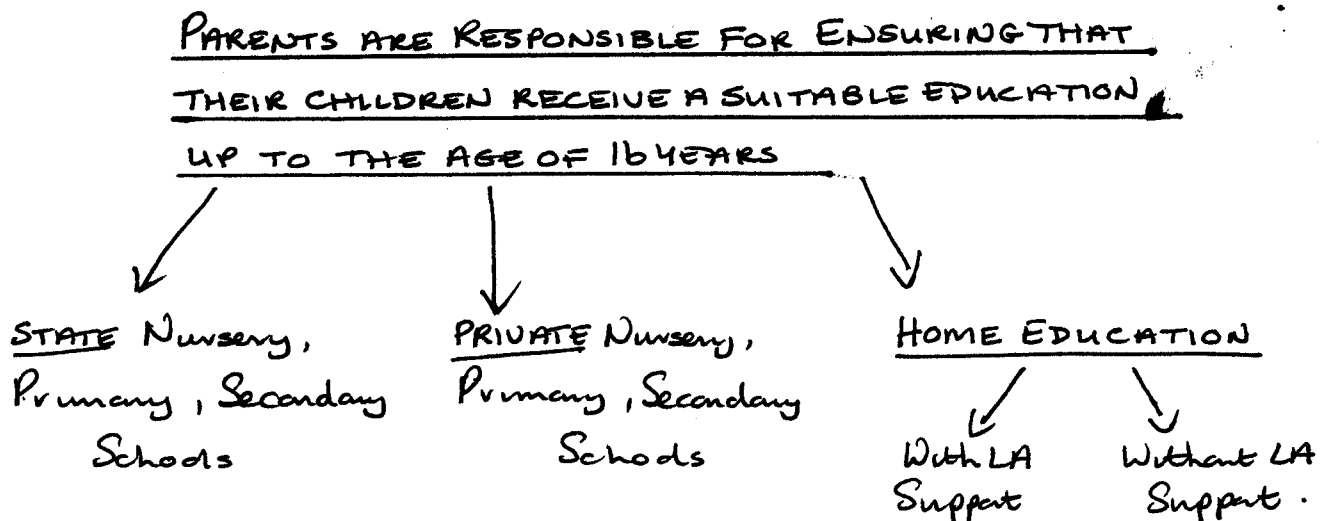 PARENTS ARE RESPONSIBLE FOR ENSURING THAT
THEIR CHILDREN RECEIVE A SUITABLE EDUCATION
UP TO THE AGE OF 16 YEARS
STATE Nursery,
Primary, Secondary
Schools
PRIVATE Nursery,
Primary, Secondary
Schools
HOME EDUCATION
With LA
Support
Without LA
Support.